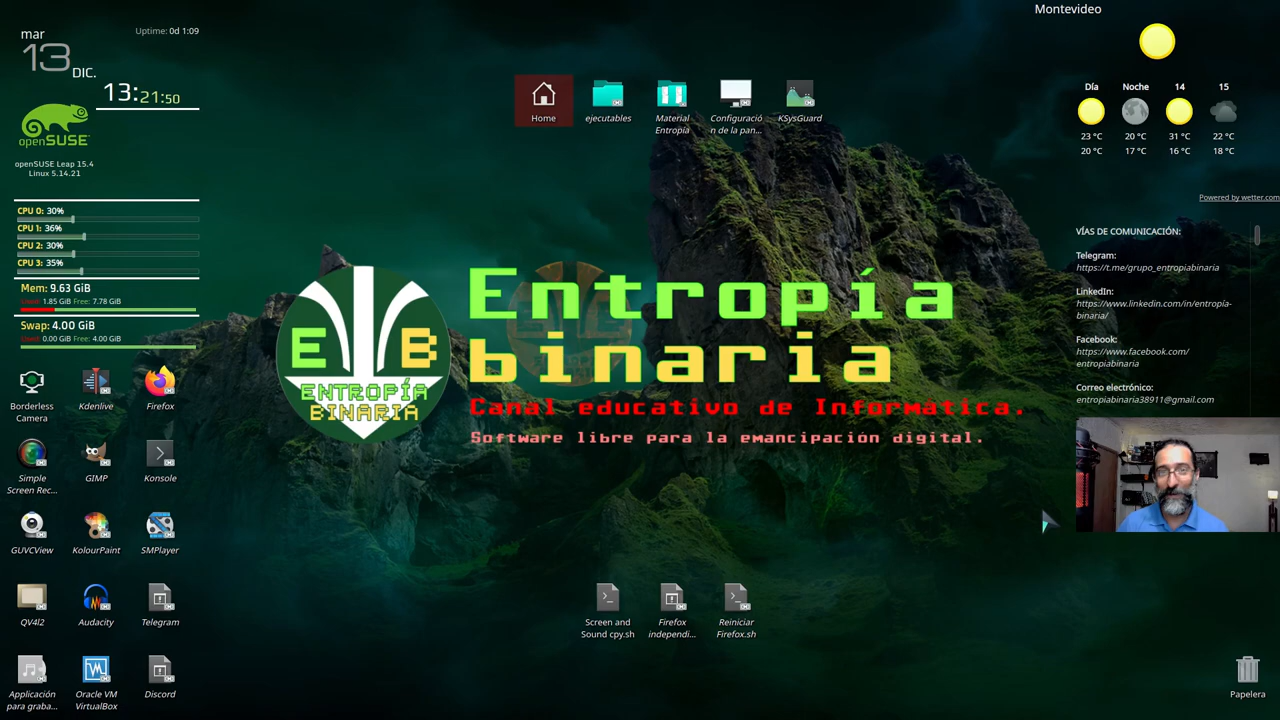 mar
13
DIC.
Uptime: 0d 1:09
13:21:50
openSUSE
openSUSE Leap 15.4
Linux 5.14.21
CPU 0: 30%
CPU 1: 36%
CPU 2: 30%
CPU 3: 35%
Mem: 9.63 GiB
Used: 1.85 GiB Free: 7.78 GiB
Swap: 4.00 GiB
Used: 0.00 GiB Free: 4.00 GiB
Borderless
Camera
Kdenlive
Firefox
Simple
Screen Rec...
GIMP
Konsole
GUVCView
KolourPaint
SMPlayer
QV4l2
Audacity
Telegram
Aplicación
para graba...
Oracle VM
VirtualBox
Discord
Home
ejecutables
Material
Entropía
Configuració
n de la pan...
KSysGuard
E B
ENTROPÍA
BINARIA
Entropía
binaria
Canal educativo de Informática.
Software libre para la emancipación digital.
Screen and
Sound cpy.sh
Firefox
independi...
Reiniciar
Firefox.sh
Montevideo
Día Noche 14 15
23 °C 20 °C 31 °C 22 °C
20 °C 17 °C 16 °C 18 °C
Powered by wetter.com
VÍAS DE COMUNICACIÓN:
Telegram:
https://t.me/grupo_entropiabinaria
LinkedIn:
https://www.linkedin.com/in/entropía-
binaria/
Facebook:
https://www.facebook.com/
entropiabinaria
Correo electrónico:
entropiabinaria38911@gmail.com
Papelera